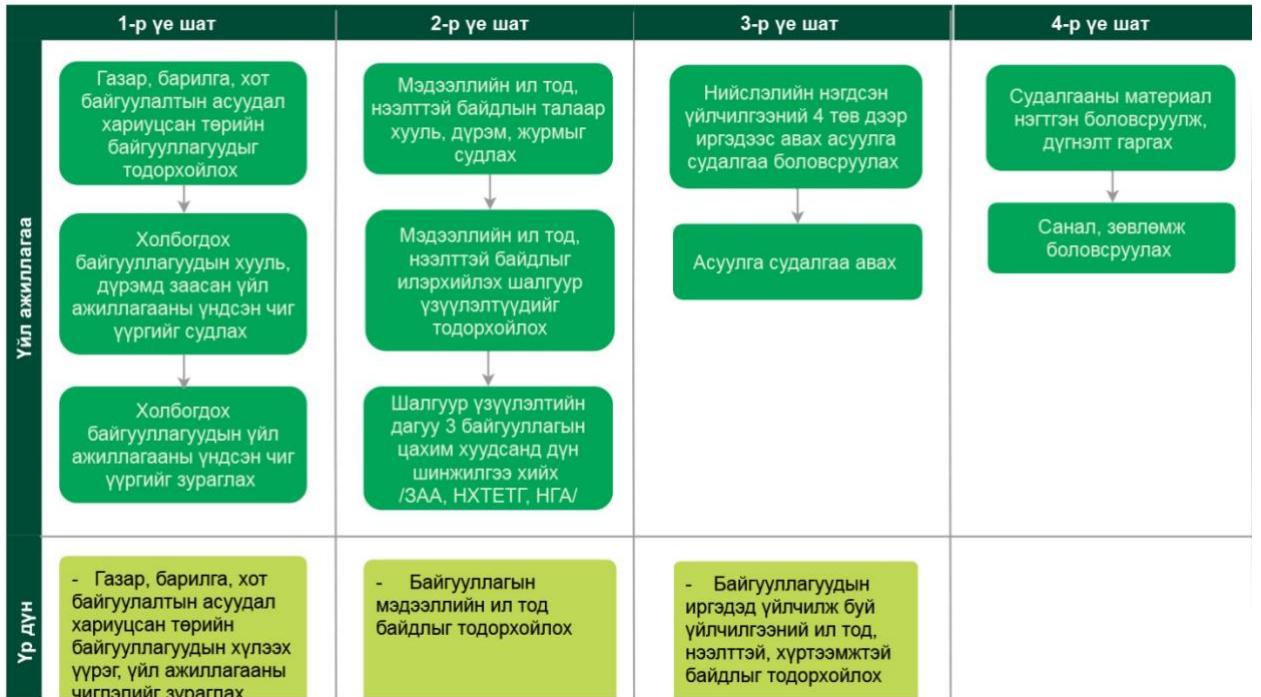 1-р үе шат
2-р үе шат
3-р үе шат
4-р үе шат
Үйл ажиллагаа
Газар, барилга, хот
байгуулалтын асуудал
хариуцсан төрийн
байгууллагуудыг
тодорхойлох
Холбогдох
байгууллагуудын хууль,
дүрэмд заасан үйл
ажиллагааны үндсэн чиг
үүргийг судлах
Холбогдох
байгууллагуудын үйл
ажиллагааны үндсэн чиг
үүргийг зураглах
Мэдээллийн ил тод,
нээлттэй байдлын талаар
хууль, дүрэм, журмыг
судлах
Мэдээллийн ил тод,
нээлттэй байдлыг
илэрхийлэх шалгуур
үзүүлэлтүүдийг
тодорхойлох
Шалгуур үзүүлэлтийн
дагуу 3 байгууллагын
цахим хуудсанд дүн
шинжилгээ хийх
/ЗАА, НХТЕТГ, НГА/
Нийслэлийн нэгдсэн
үйлчилгээний 4 төв дээр
иргэдээс авах асуулга
судалгаа боловсруулах
Асуулга судалгаа авах
Судалгааны материал
нэгтгэн боловсруулж,
дүгнэлт гаргах
Санал, зөвлөмж
боловсруулах
Үр дүн
- Газар, барилга, хот
байгуулалтын асуудал
хариуцсан төрийн
байгууллагуудын хүлээх
үүрэг, үйл ажиллагааны
чиглэлийг зураглах
- Байгууллагын
мэдээллийн ил тод
байдлыг тодорхойлох
- Байгууллагуудын
иргэдэд үйлчилж буй
үйлчилгээний ил тод,
нээлттэй, хүртээмжтэй
байдлыг тодорхойлох